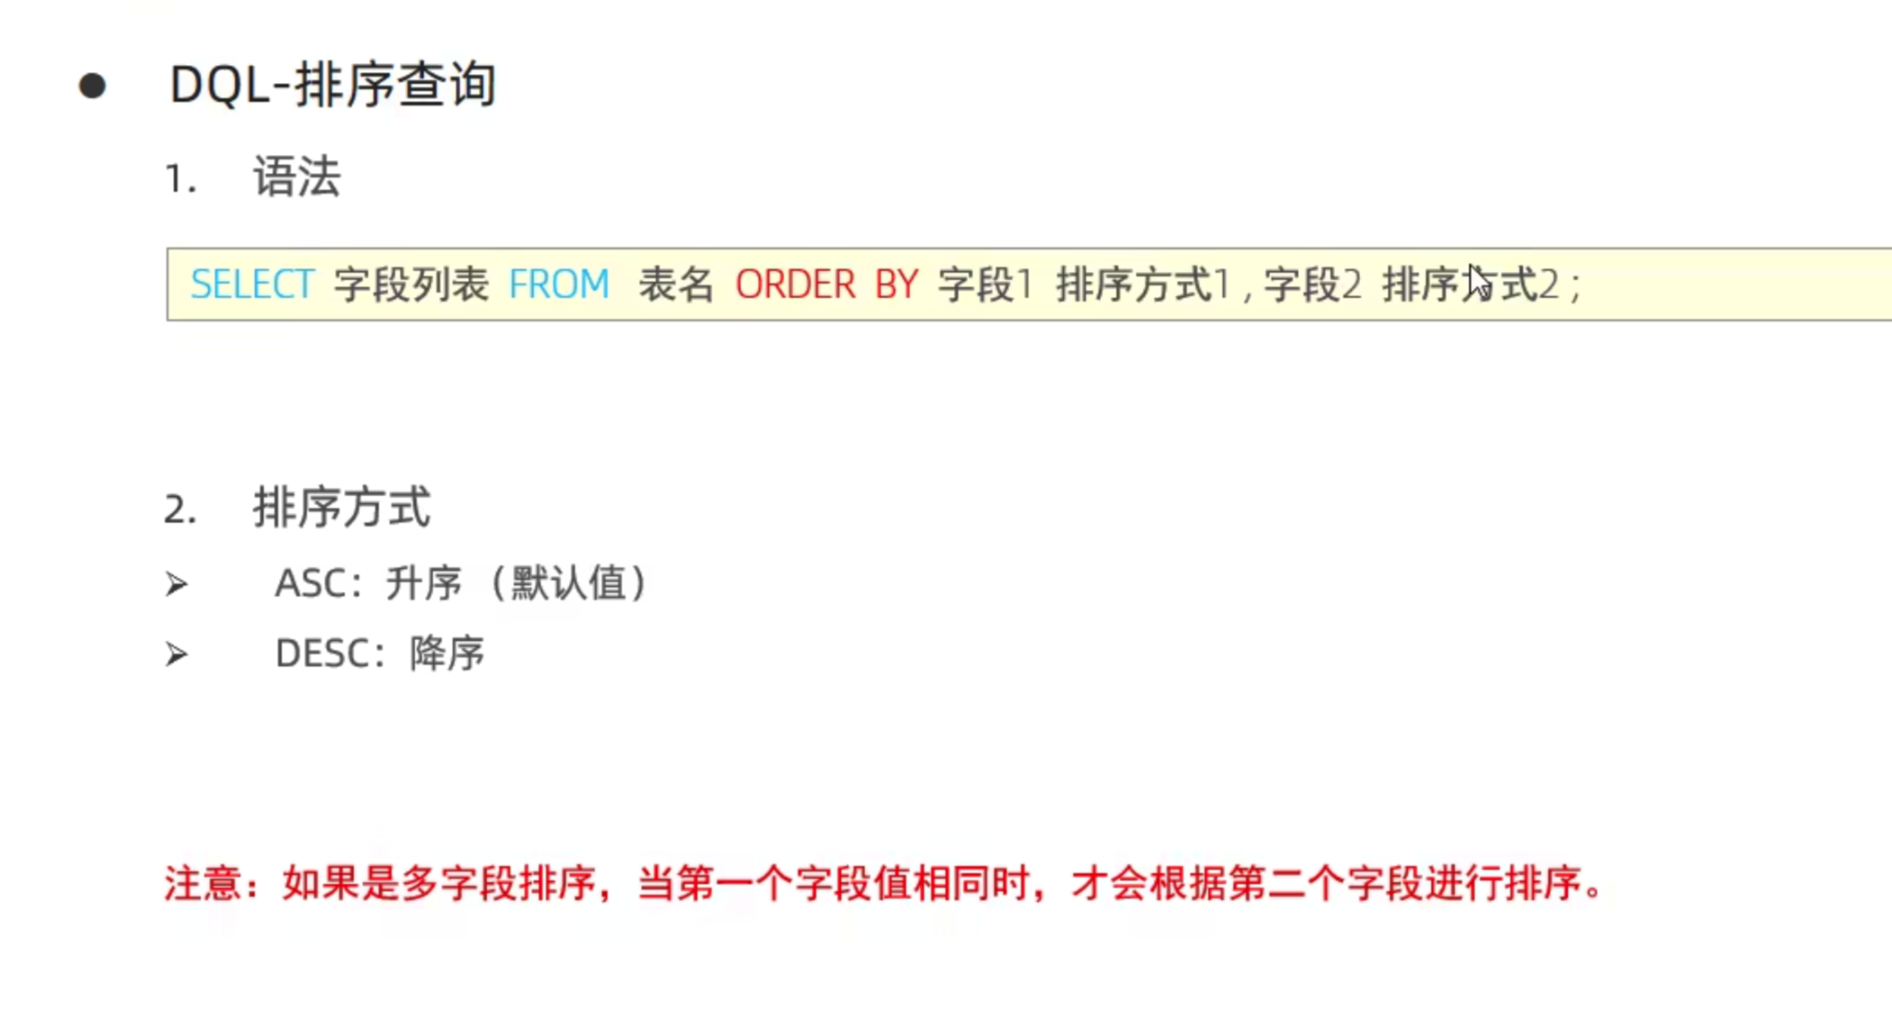 ● DQL-排序查询
1. 语法
SELECT 字段列表 FROM 表名 ORDER BY 字段1 排序方式1 , 字段2 排序方式2 ;
2. 排序方式
➢ ASC：升序（默认值）
➢ DESC：降序
注意：如果是多字段排序，当第一个字段值相同时，才会根据第二个字段进行排序。